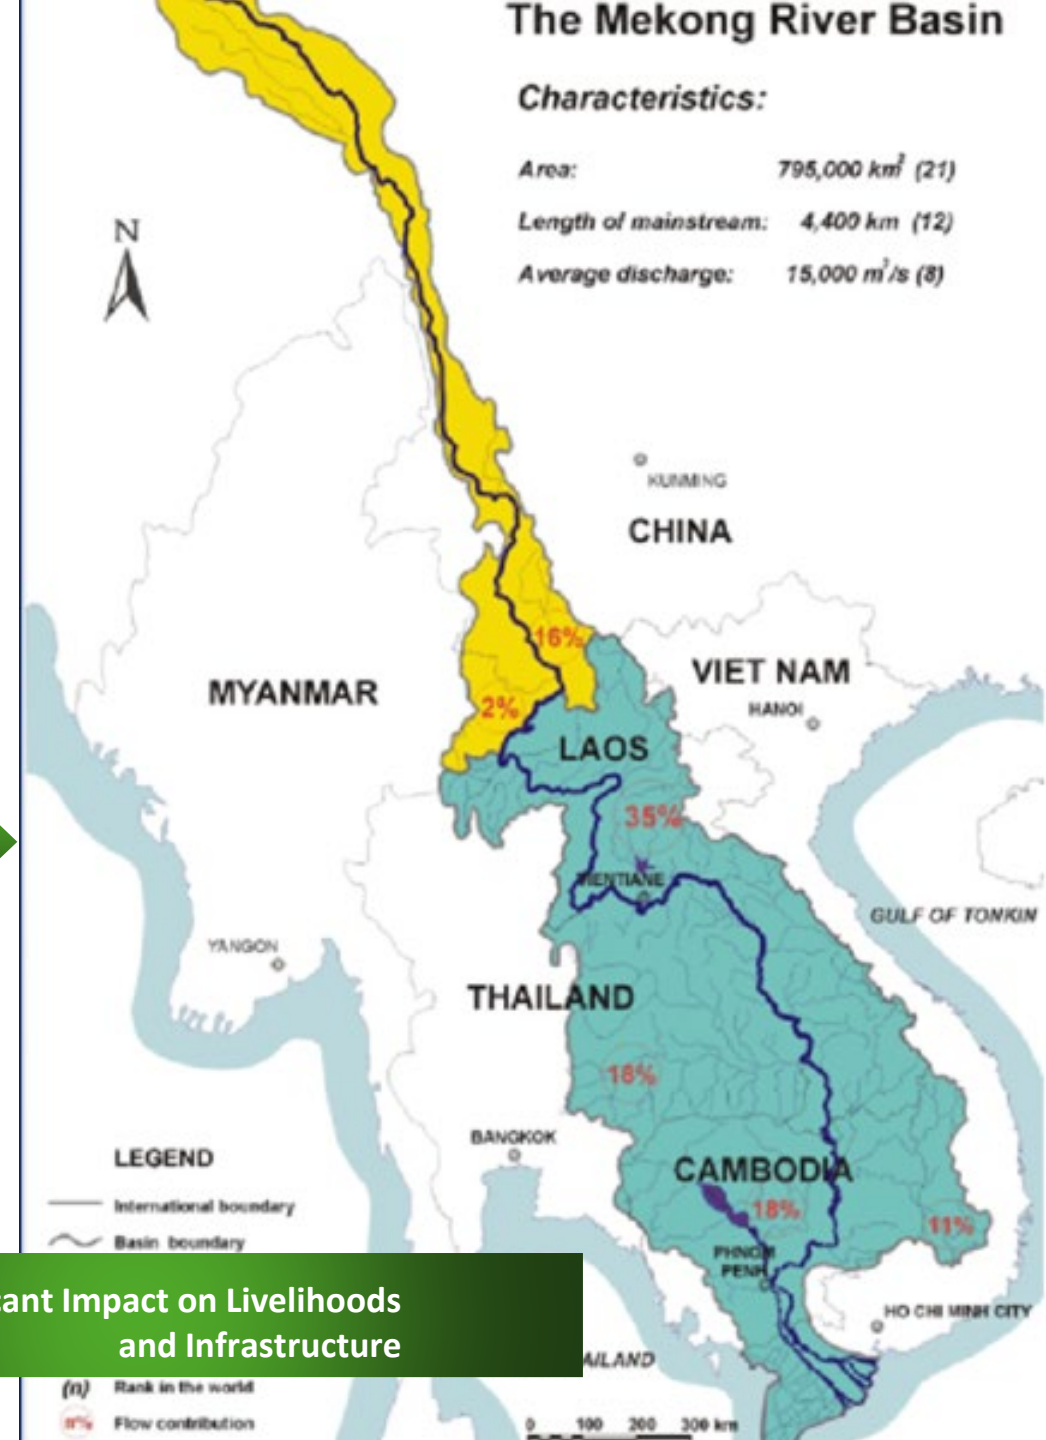 The Mekong River Basin
Characteristics:
Area: 795,000 km² (21)
Length of mainstream: 4,400 km (12)
Average discharge: 15,000 m³/s (8)
N
KUNMING
CHINA
16%
MYANMAR
2%
VIET NAM
HANOI
LAOS
35%
VIENTIANE
GULF OF TONKIN
YANGON
THAILAND
18%
BANGKOK
CAMBODIA
18%
11%
PHNOM
PENH
HO CHI MINH CITY
LEGEND
International boundary
Basin boundary
cant Impact on Livelihoods
and Infrastructure
AILAND
(n) Rank in the world
n% Flow contribution
0 100 200 300 km